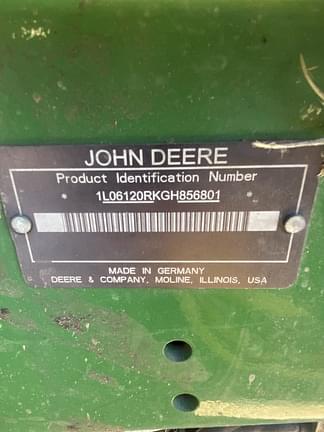 JOHN DEERE
Product Identification Number
1L06120RKGH856801
MADE IN GERMANY
DEERE & COMPANY, MOLINE, ILLINOIS, USA